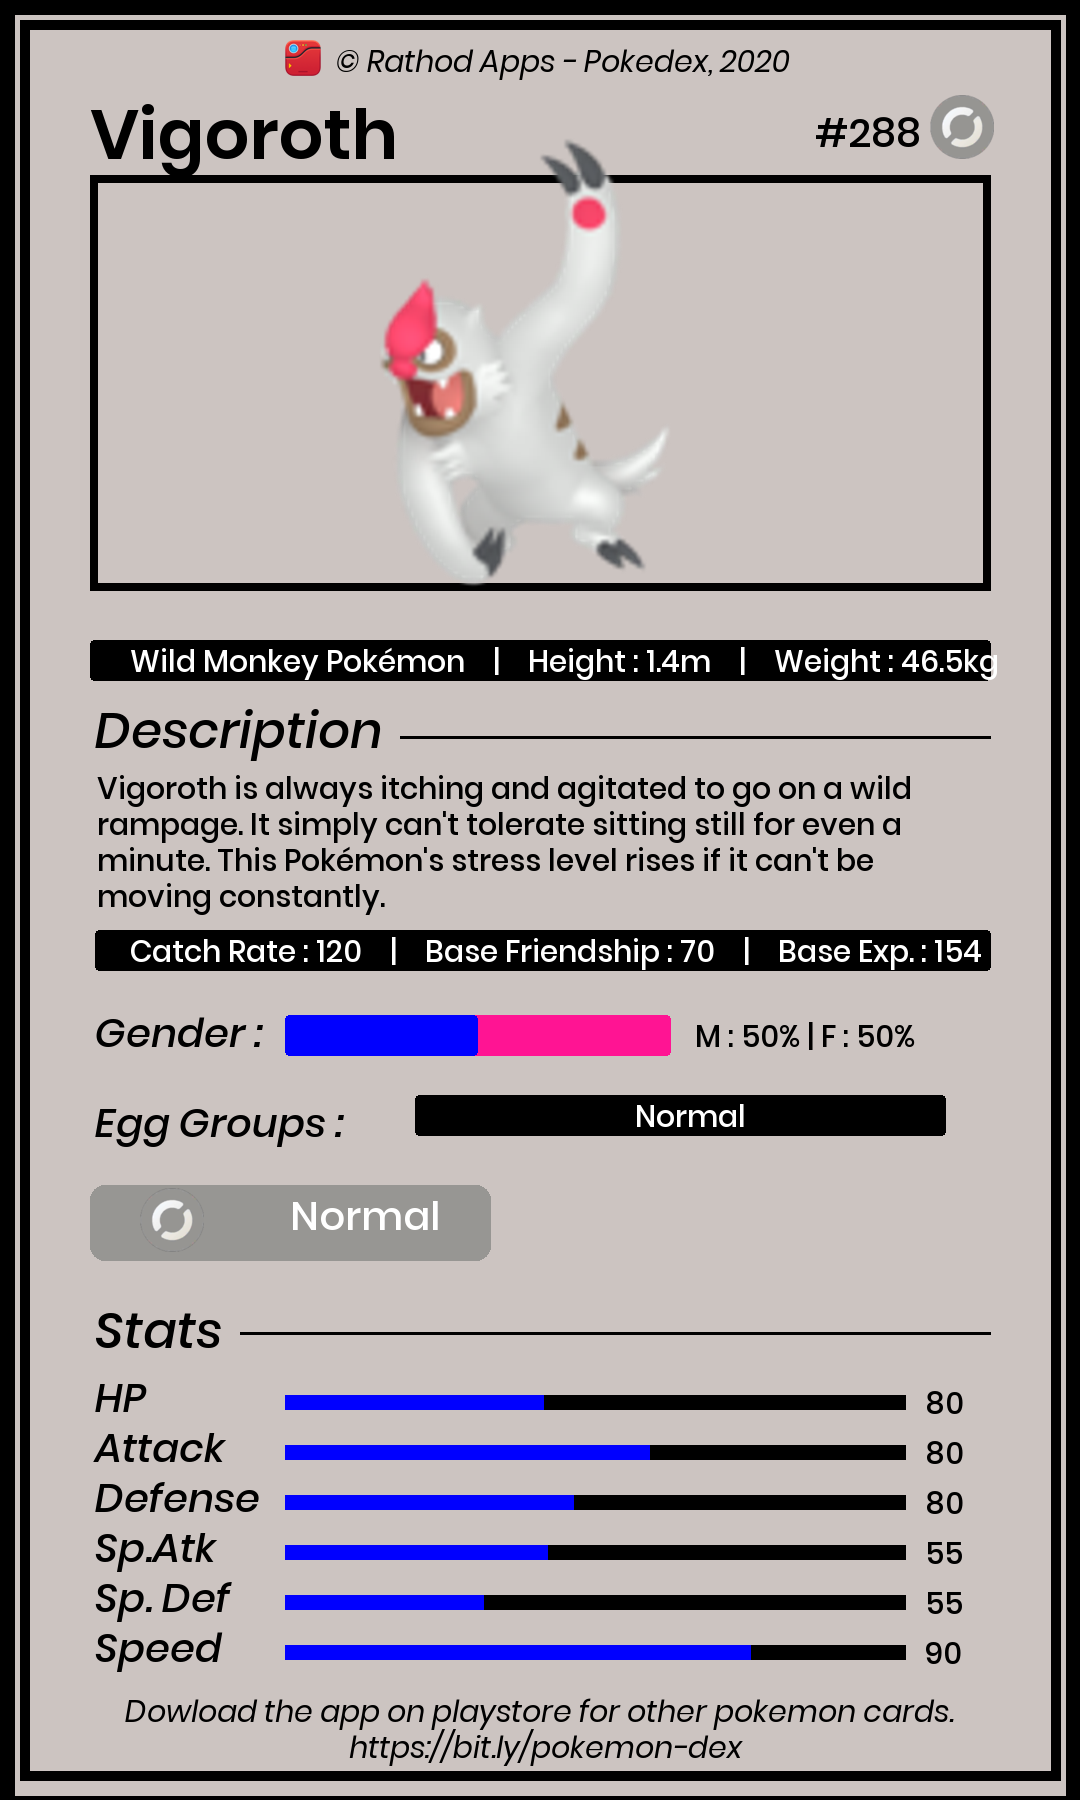 © Rathod Apps - Pokedex, 2020
Vigoroth
#288
Wild Monkey Pokémon | Height : 1.4m | Weight : 46.5kg
Description
Vigoroth is always itching and agitated to go on a wild
rampage. It simply can't tolerate sitting still for even a
minute. This Pokémon's stress level rises if it can't be
moving constantly.
Catch Rate : 120 | Base Friendship : 70 | Base Exp. : 154
Gender : M : 50% | F : 50%
Egg Groups : Normal
Normal
Stats
HP 80
Attack 80
Defense 80
Sp.Atk 55
Sp. Def 55
Speed 90
Dowload the app on playstore for other pokemon cards.
https://bit.ly/pokemon-dex